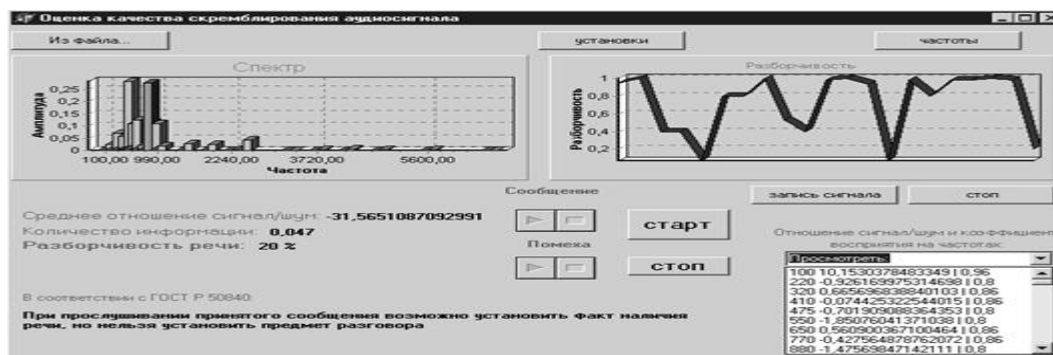 Оценка качества скремблирования аудиосигнала
Из файла...
установки
частоты
Спектр
Амплитуда
0,25
0,2
0,15
0,1
0,05
0
100,00 990,00 2240,00 3720,00 5600,00
Частота
Разборчивость
Разборчивость
1
0,8
0,6
0,4
0,2
Сообщение
запись сигнала
стоп
Среднее отношение сигнал/шум: -31,5651087092991
Количество информации: 0,047
Разборчивость речи: 20 %
старт
Помеха
стоп
Отношение сигнал/шум и коэффициент
восприятия на частотах:
Просмотреть:
100 10,1530378483349 | 0,96
220 -0,926169975314698 | 0,8
320 0,665696838840103 | 0,86
410 -0,0744253225440​15 | 0,86
475 -0,701909088364353 | 0,8
550 -1,85076041371038 | 0,8
650 0,560900367100464 | 0,86
770 -0,427564878762072 | 0,86
880 -1,47569847142111 | 0,8
В соответствии с ГОСТ Р 50840:
При прослушивании принятого сообщения возможно установить факт наличия
речи, но нельзя установить предмет разговора